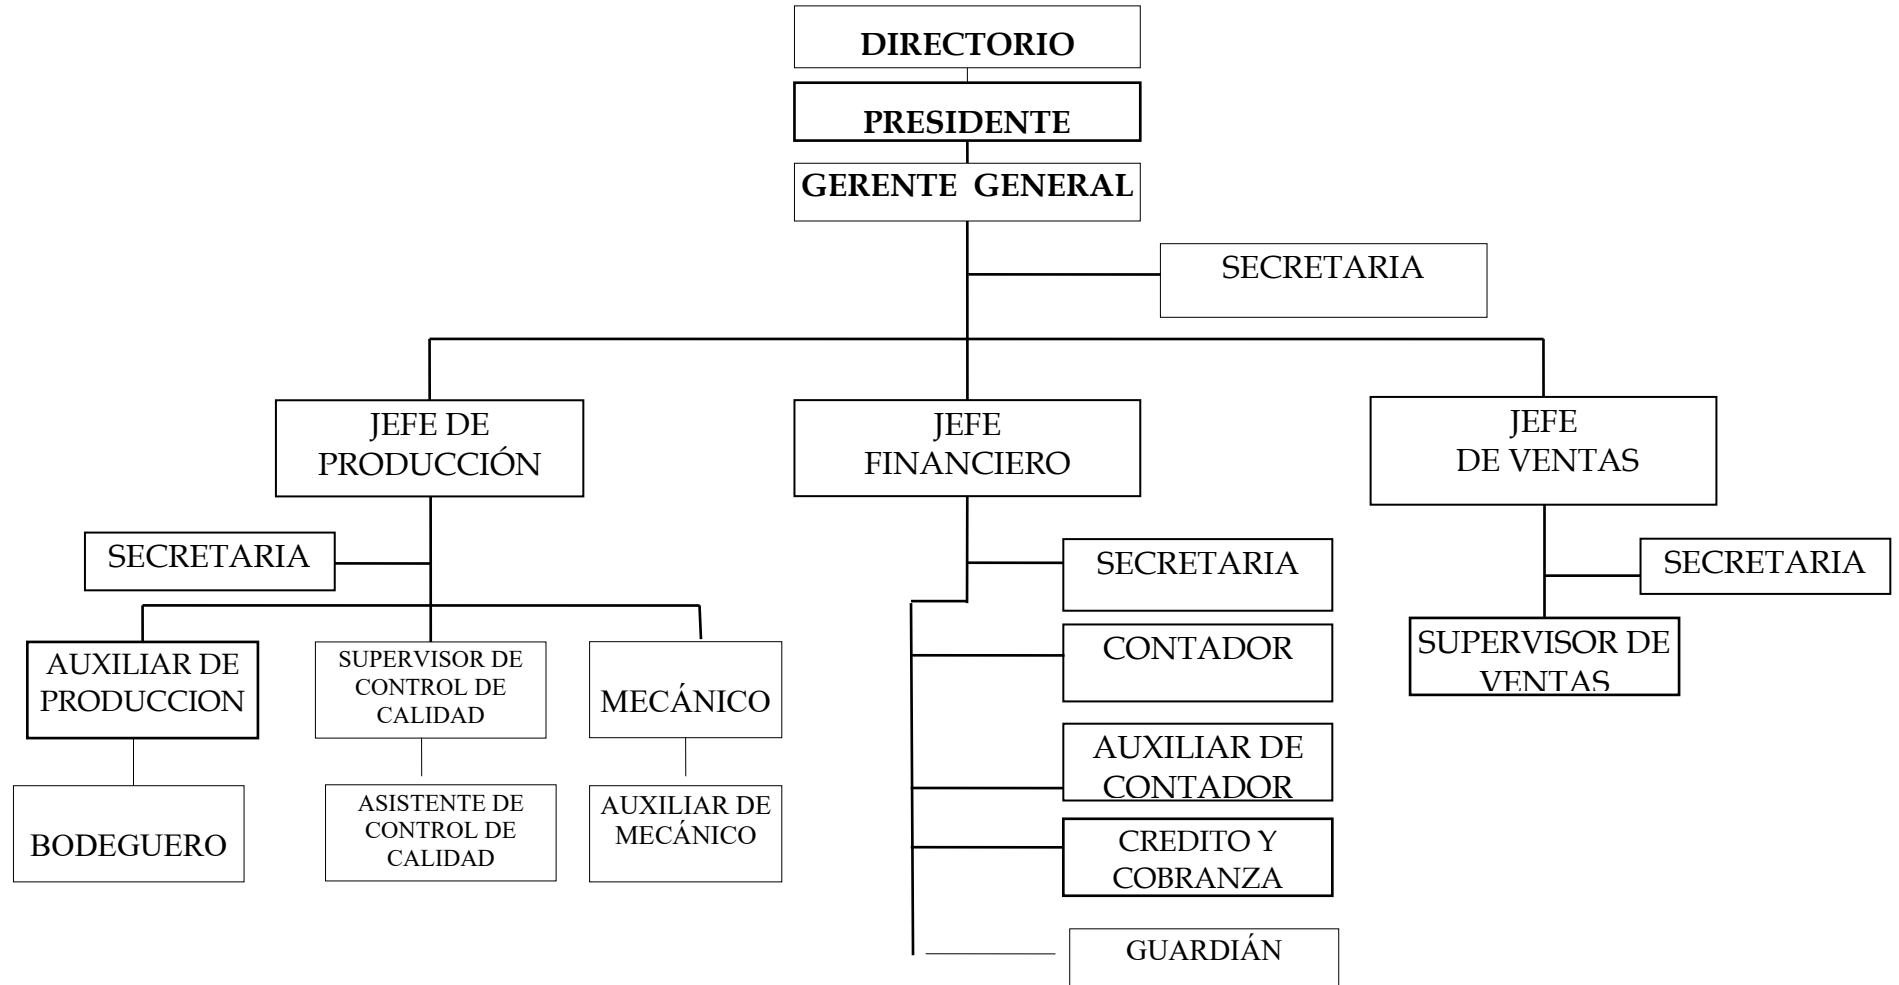 DIRECTORIO
PRESIDENTE
GERENTE GENERAL
SECRETARIA
JEFE DE
PRODUCCIÓN
JEFE
FINANCIERO
JEFE
DE VENTAS
SECRETARIA
SECRETARIA
SECRETARIA
AUXILIAR DE
PRODUCCION
SUPERVISOR DE
CONTROL DE
CALIDAD
MECÁNICO
CONTADOR
SUPERVISOR DE
VENTAS
BODEGUERO
ASISTENTE DE
CONTROL DE
CALIDAD
AUXILIAR DE
MECÁNICO
AUXILIAR DE
CONTADOR
CREDITO Y
COBRANZA
GUARDIÁN